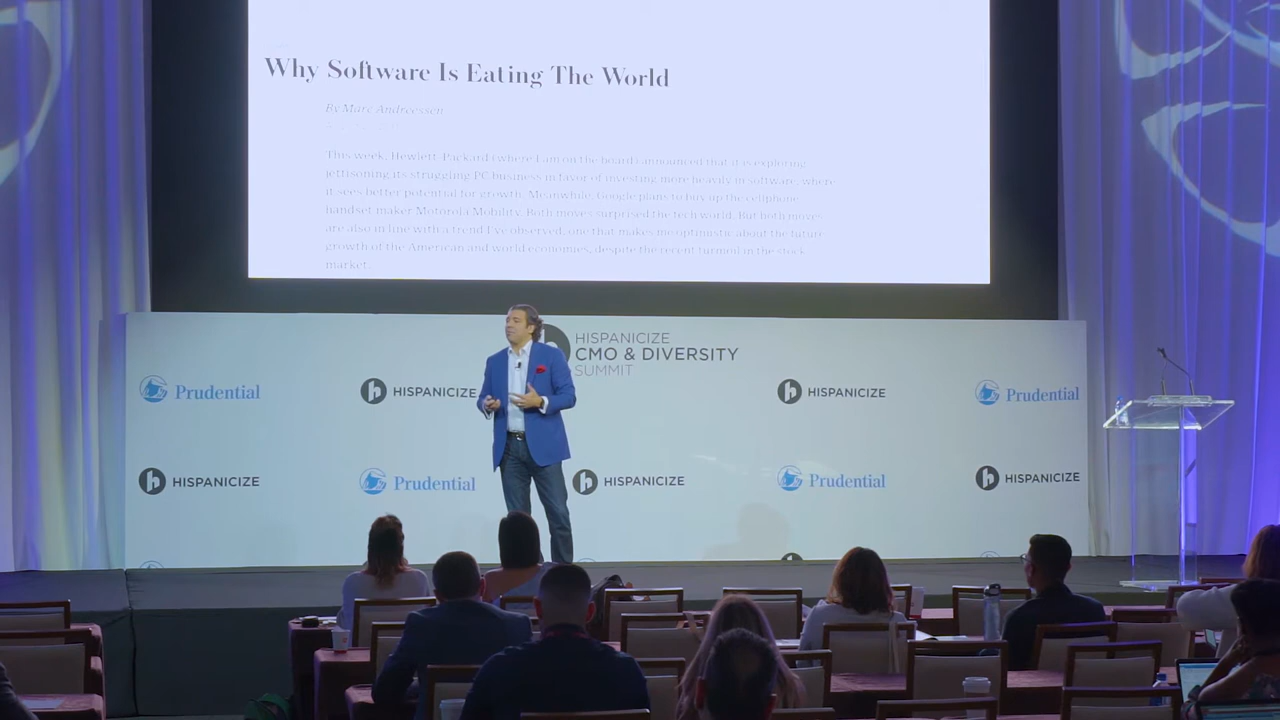 Why Software Is Eating The World
By Marc Andreessen
This week, Hewlett-Packard (where I am on the board) announced that it is exploring
jettisoning its struggling PC business in favor of investing more heavily in software, where
it sees better potential for growth. Meanwhile, Google plans to buy up the cellphone
handset maker Motorola Mobility. Both moves surprised the tech world. But both moves
are also in line with a trend I've observed, one that makes me optimistic about the future
growth of the American and world economies, despite the recent turmoil in the stock
market.
HISPANICIZE
CMO & DIVERSITY
SUMMIT
Prudential
HISPANICIZE
HISPANICIZE
Prudential
HISPANICIZE
Prudential
HISPANICIZE
Prudential
HISPANICIZE